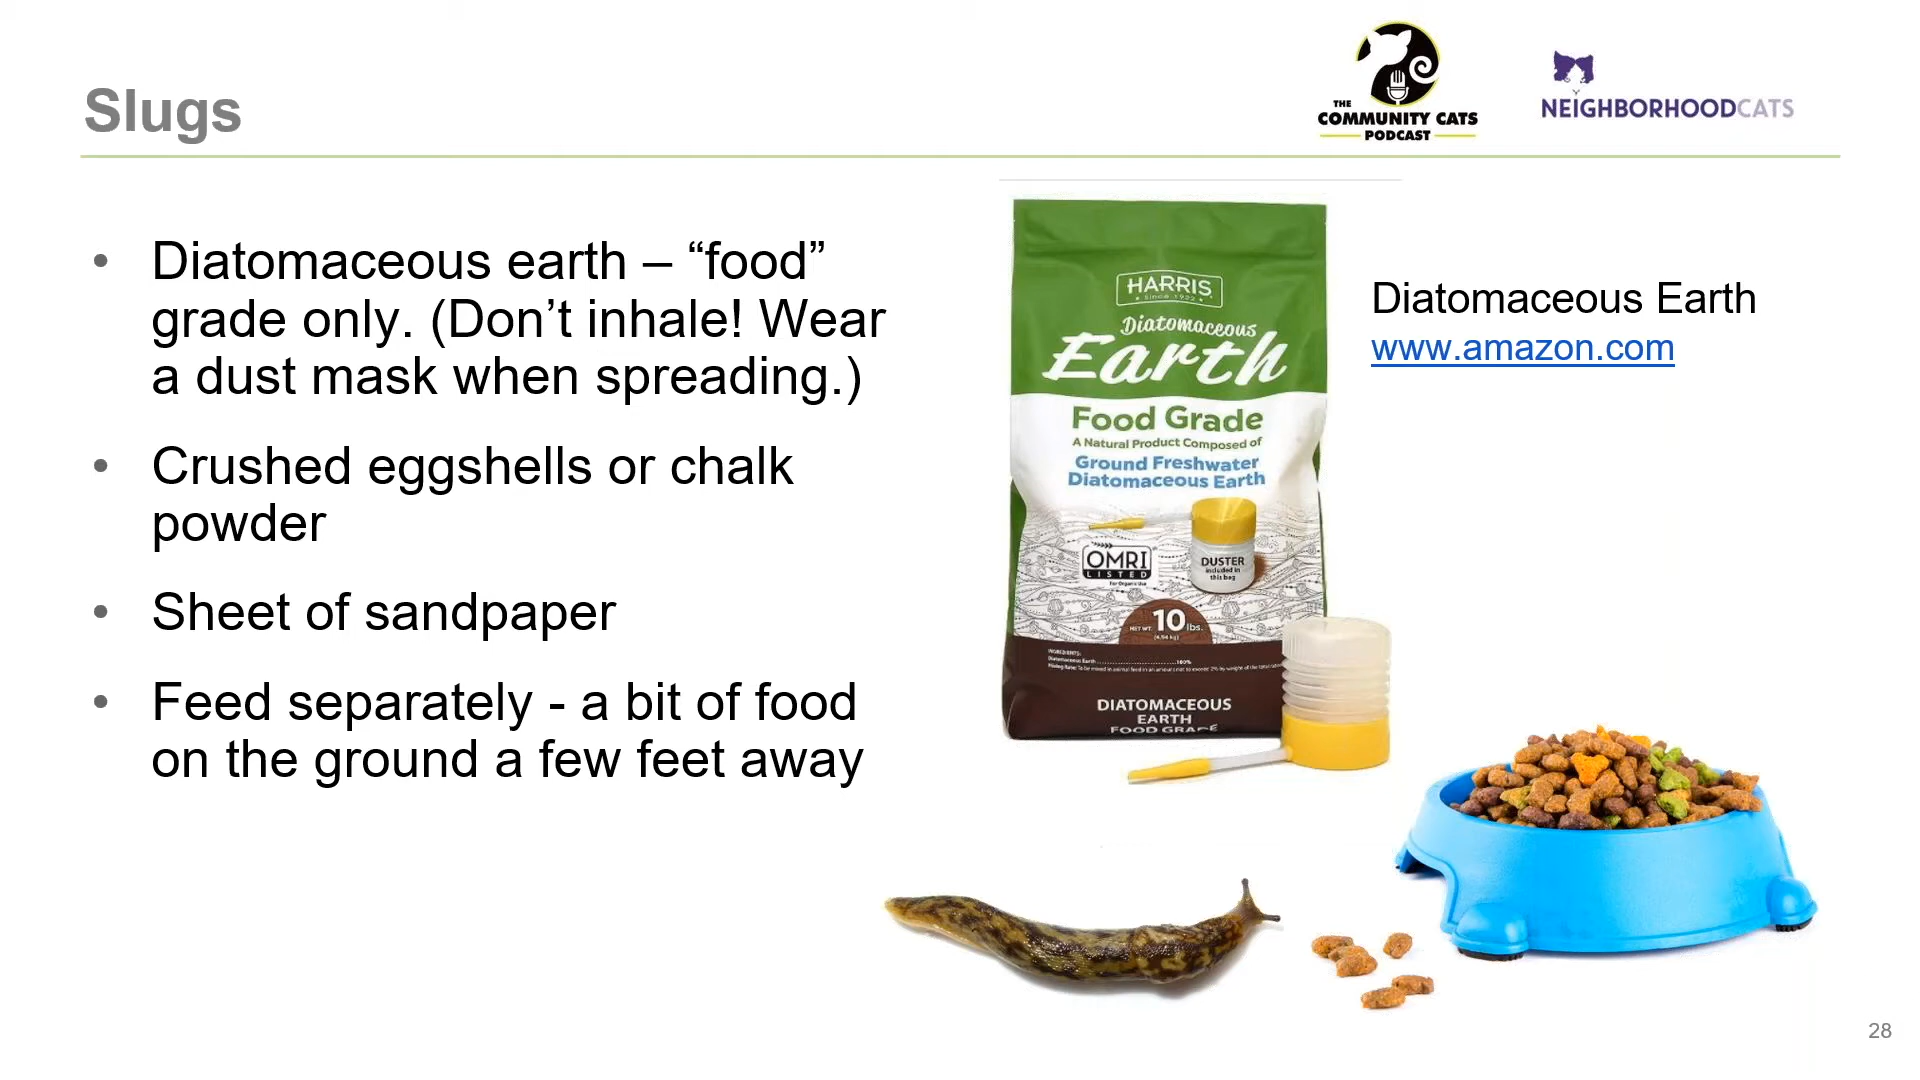 Slugs
THE
COMMUNITY CATS
PODCAST
NEIGHBORHOODCATS
• Diatomaceous earth – “food”
grade only. (Don’t inhale! Wear
a dust mask when spreading.)
• Crushed eggshells or chalk
powder
• Sheet of sandpaper
• Feed separately - a bit of food
on the ground a few feet away
HARRIS
Since 1922
Diatomaceous
Earth
Food Grade
A Natural Product Composed of
Ground Freshwater
Diatomaceous Earth
OMRI
LISTED
For Organic Use
DUSTER
included in
this bag
NET WT. 10 lbs.
(4.54 kg)
INGREDIENTS:
Diatomaceous Earth 100%
DIATOMACEOUS
EARTH
FOOD GRADE
Diatomaceous Earth
www.amazon.com
28